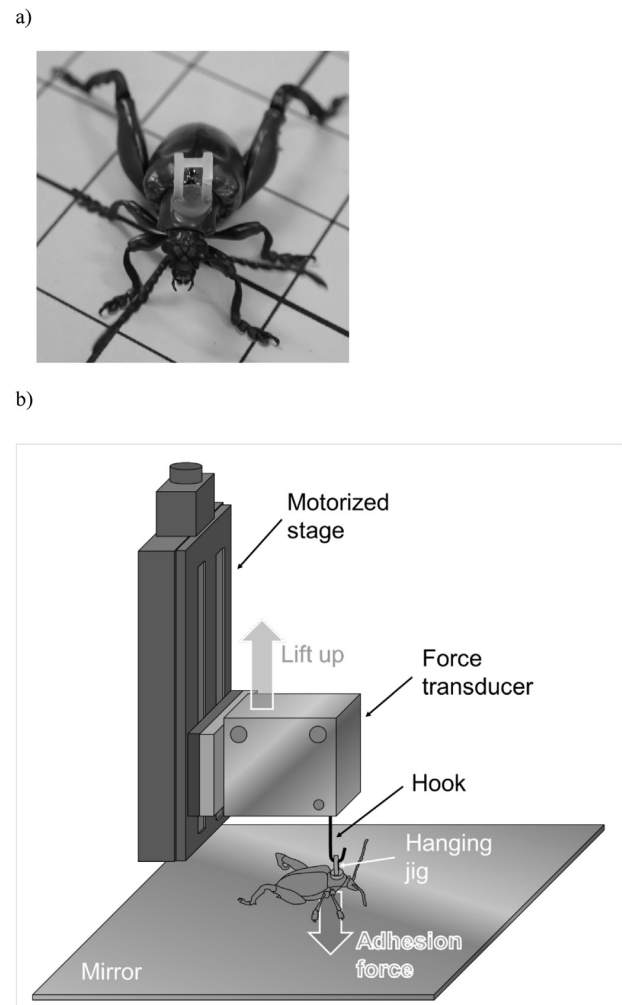 a)
b)
Motorized
stage
Lift up
Force
transducer
Hook
Hanging
jig
Adhesion
force
Mirror